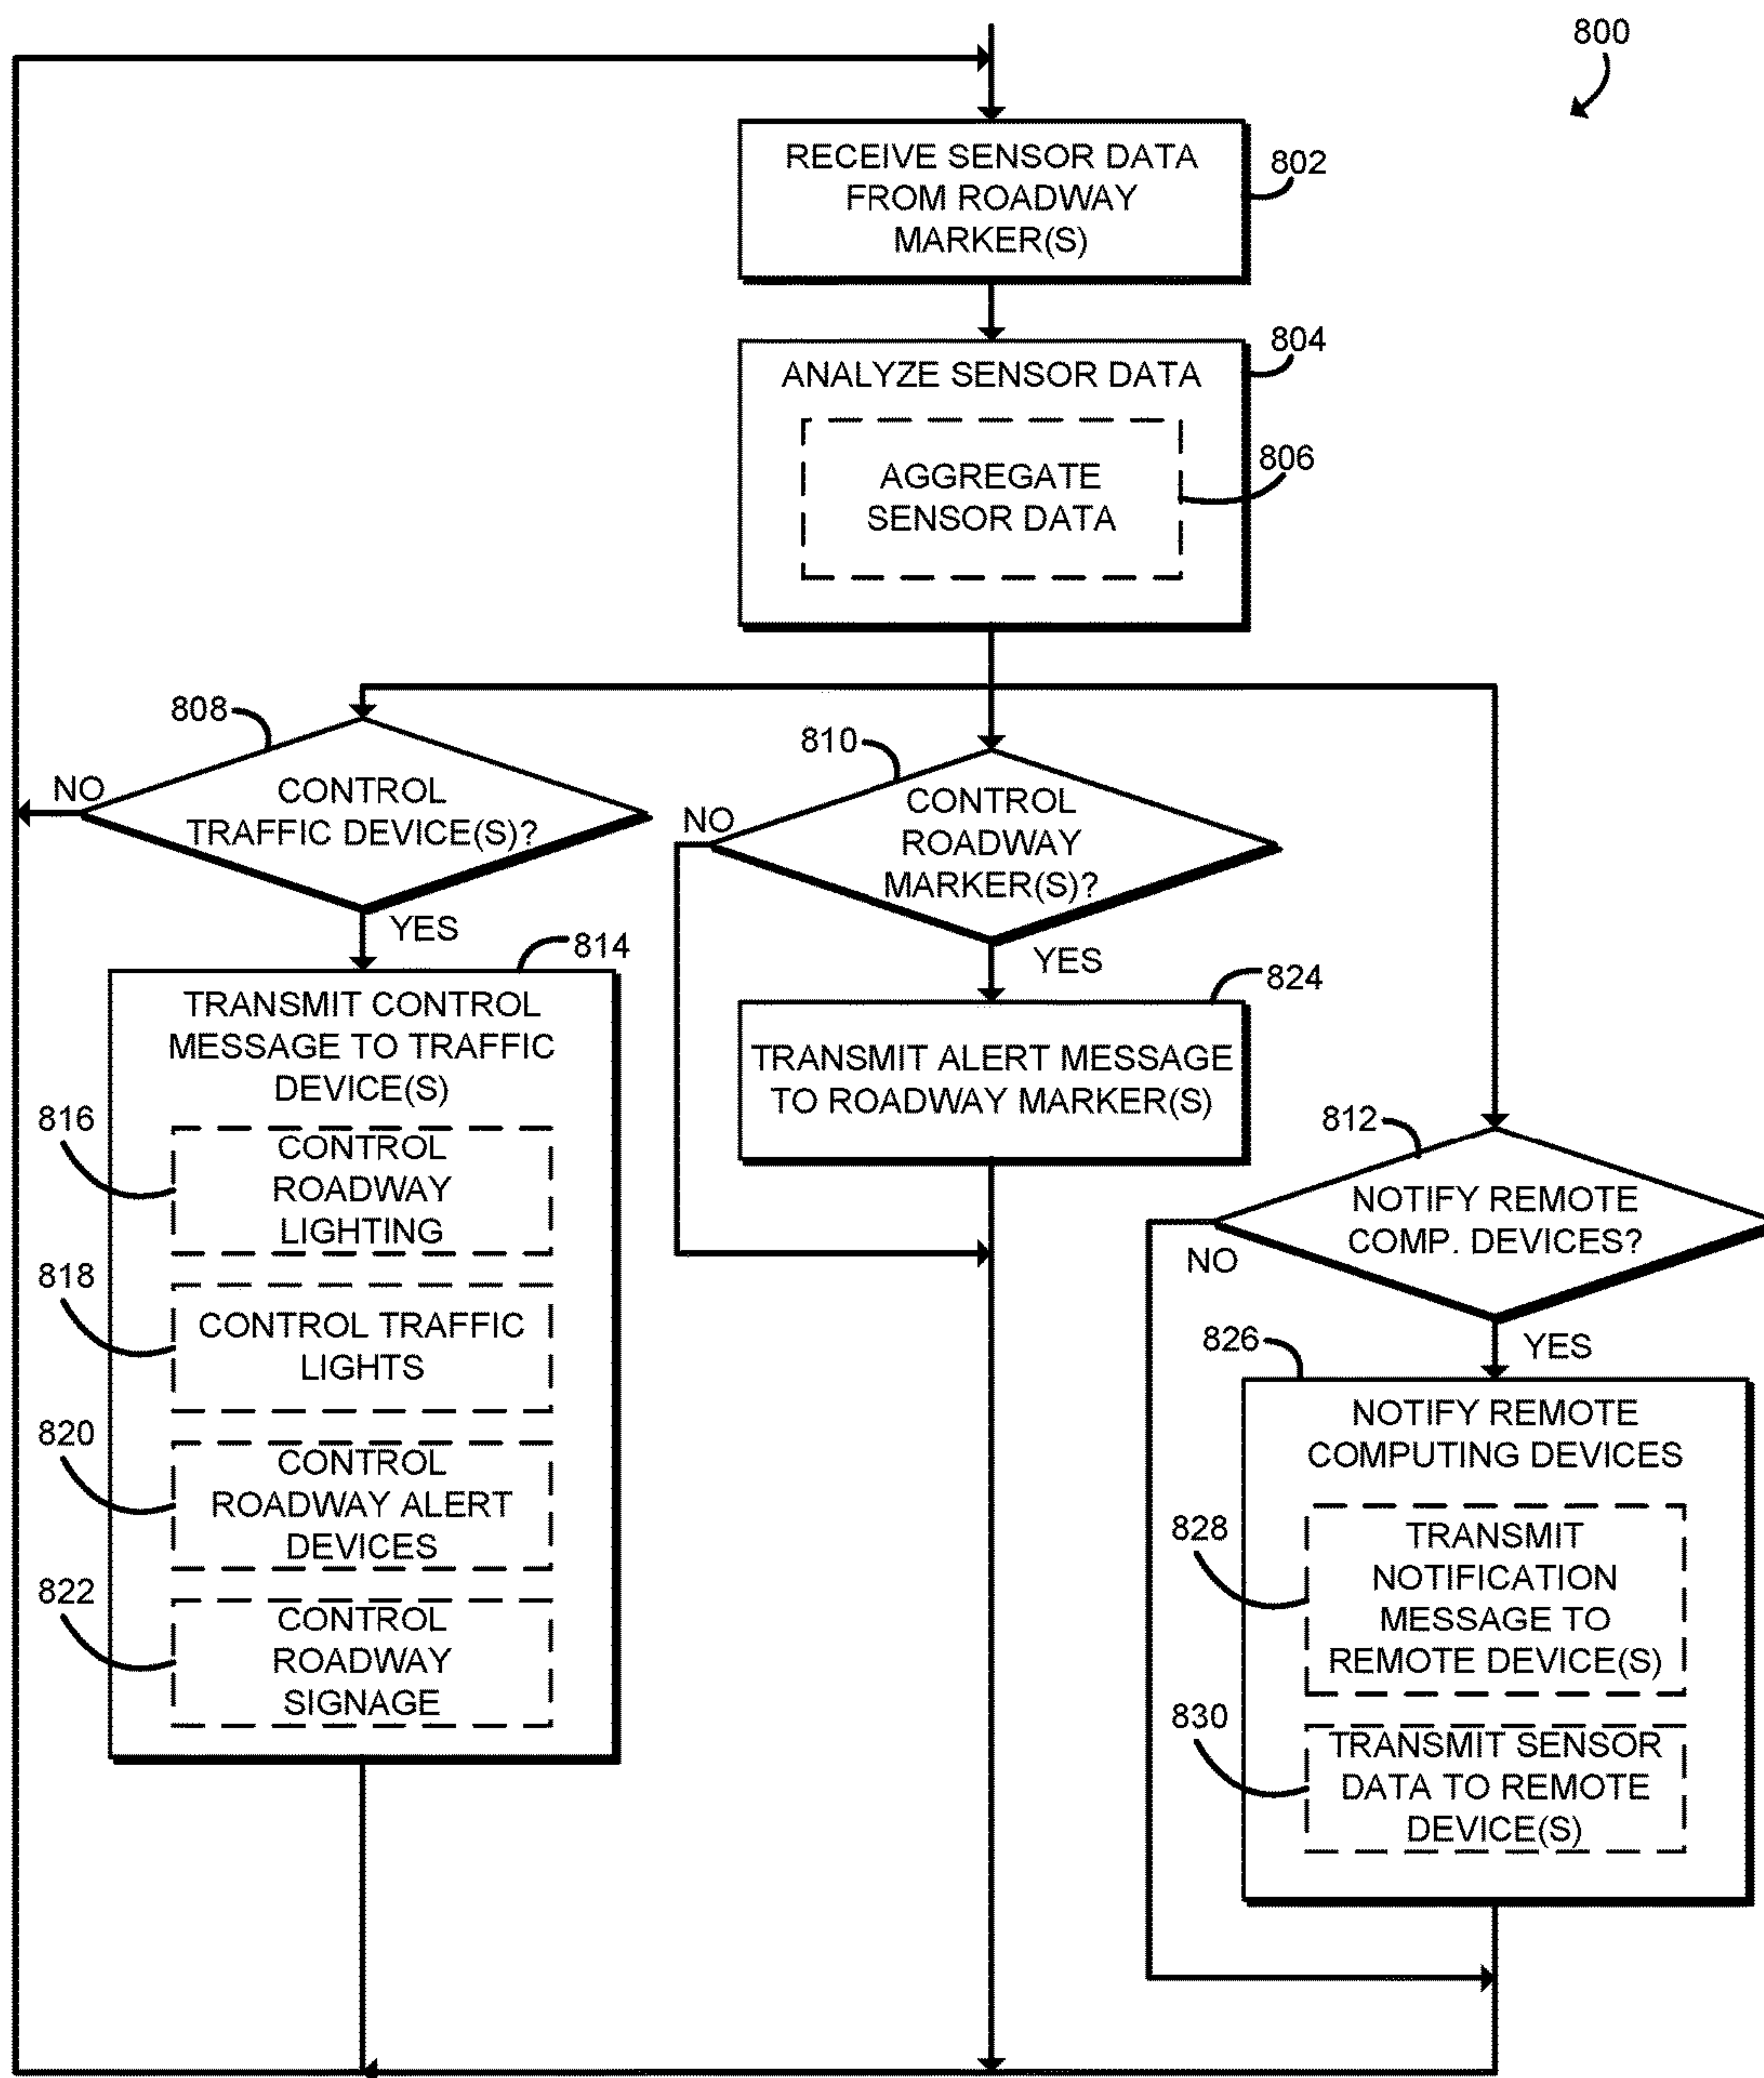 800
RECEIVE SENSOR DATA
FROM ROADWAY
MARKER(S)
802
804
ANALYZE SENSOR DATA
AGGREGATE
SENSOR DATA
806
808
CONTROL
TRAFFIC DEVICE(S)?
NO
YES
810
CONTROL
ROADWAY
MARKER(S)?
NO
YES
814
TRANSMIT CONTROL
MESSAGE TO TRAFFIC
DEVICE(S)
816
CONTROL
ROADWAY
LIGHTING
818
CONTROL TRAFFIC
LIGHTS
820
CONTROL
ROADWAY ALERT
DEVICES
822
CONTROL
ROADWAY
SIGNAGE
824
TRANSMIT ALERT MESSAGE
TO ROADWAY MARKER(S)
812
NOTIFY REMOTE
COMP. DEVICES?
NO
YES
826
NOTIFY REMOTE
COMPUTING DEVICES
828
TRANSMIT
NOTIFICATION
MESSAGE TO
REMOTE DEVICE(S)
830
TRANSMIT SENSOR
DATA TO REMOTE
DEVICE(S)